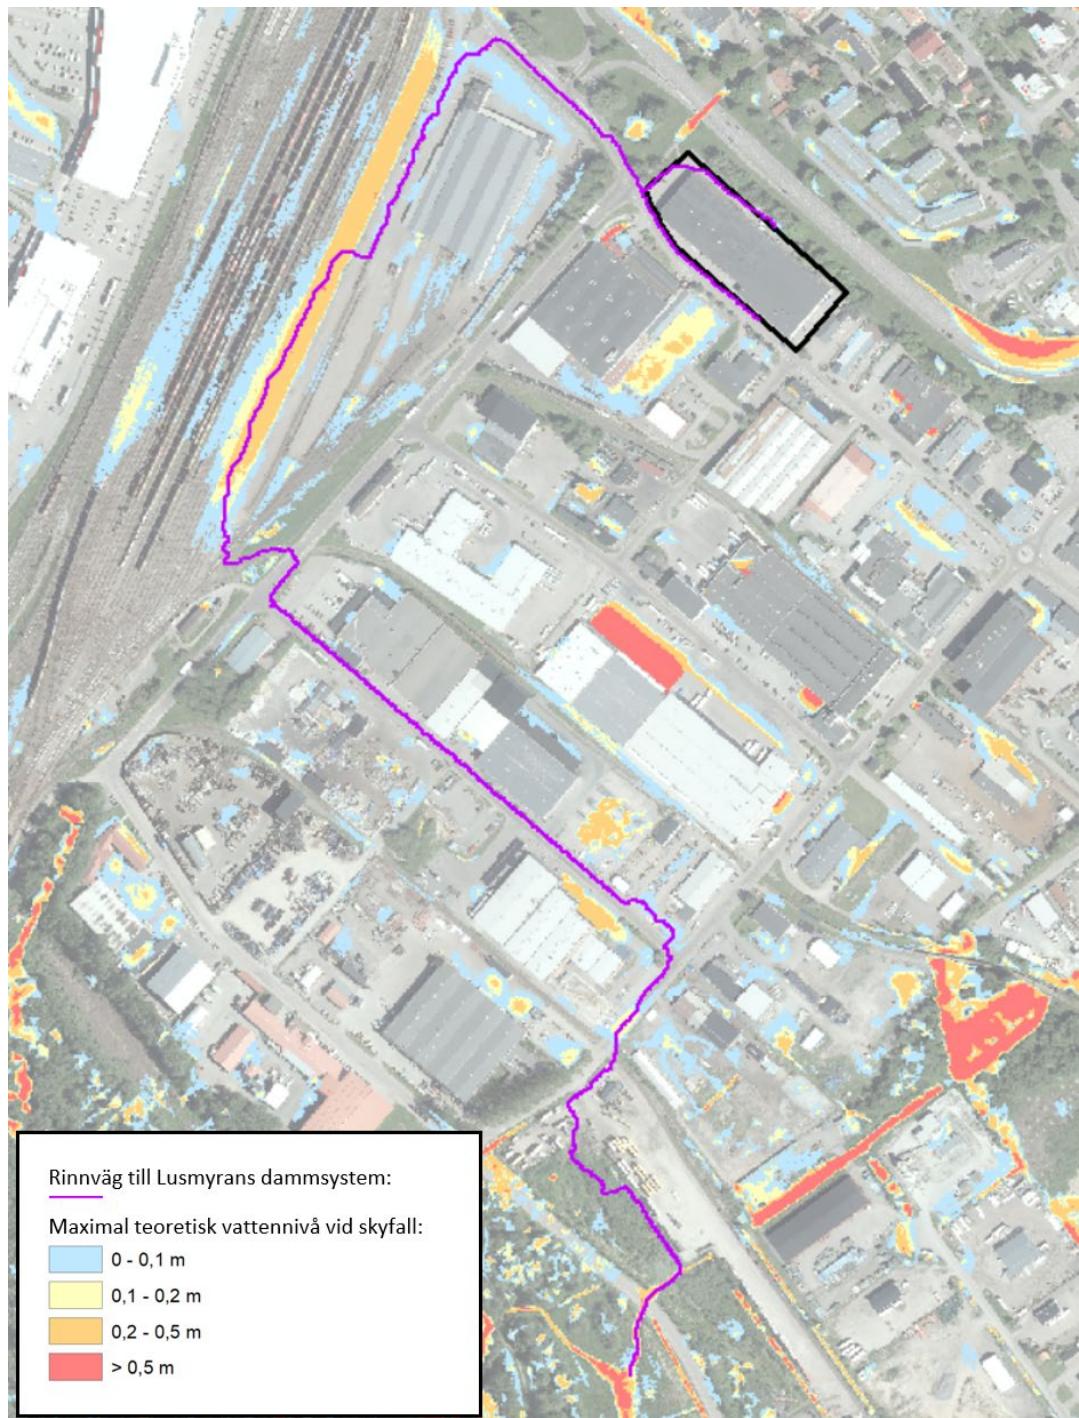 Rinnväg till Lusmyrans dammsystem:
Maximal teoretisk vattennivå vid skyfall:
0 - 0,1 m
0,1 - 0,2 m
0,2 - 0,5 m
> 0,5 m